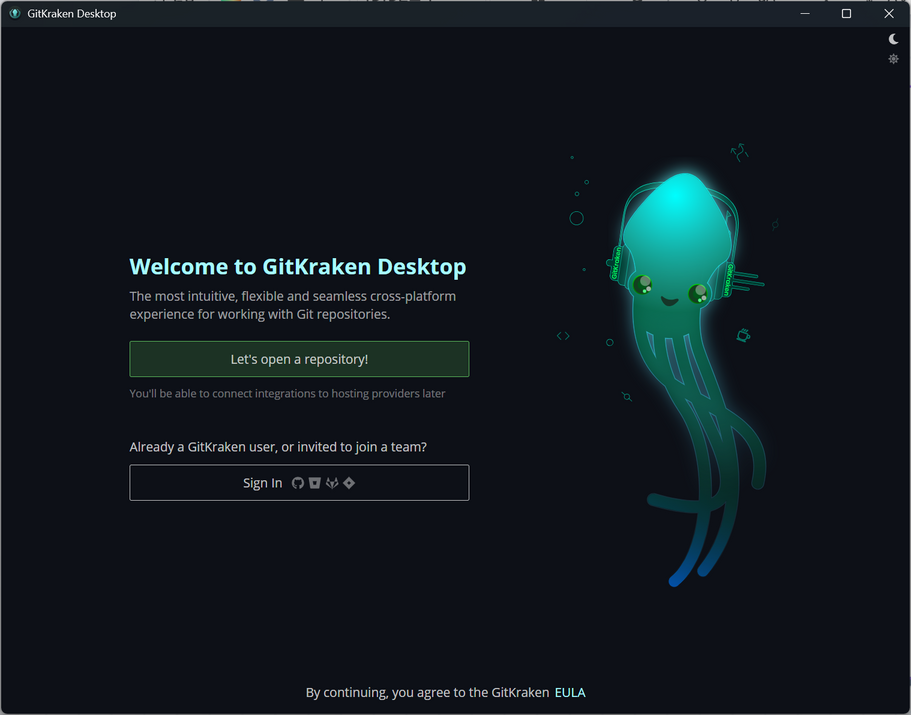 GitKraken Desktop
Welcome to GitKraken Desktop
The most intuitive, flexible and seamless cross-platform
experience for working with Git repositories.
Let's open a repository!
You'll be able to connect integrations to hosting providers later
Already a GitKraken user, or invited to join a team?
Sign In
By continuing, you agree to the GitKraken EULA
GitKraken
GitKraken